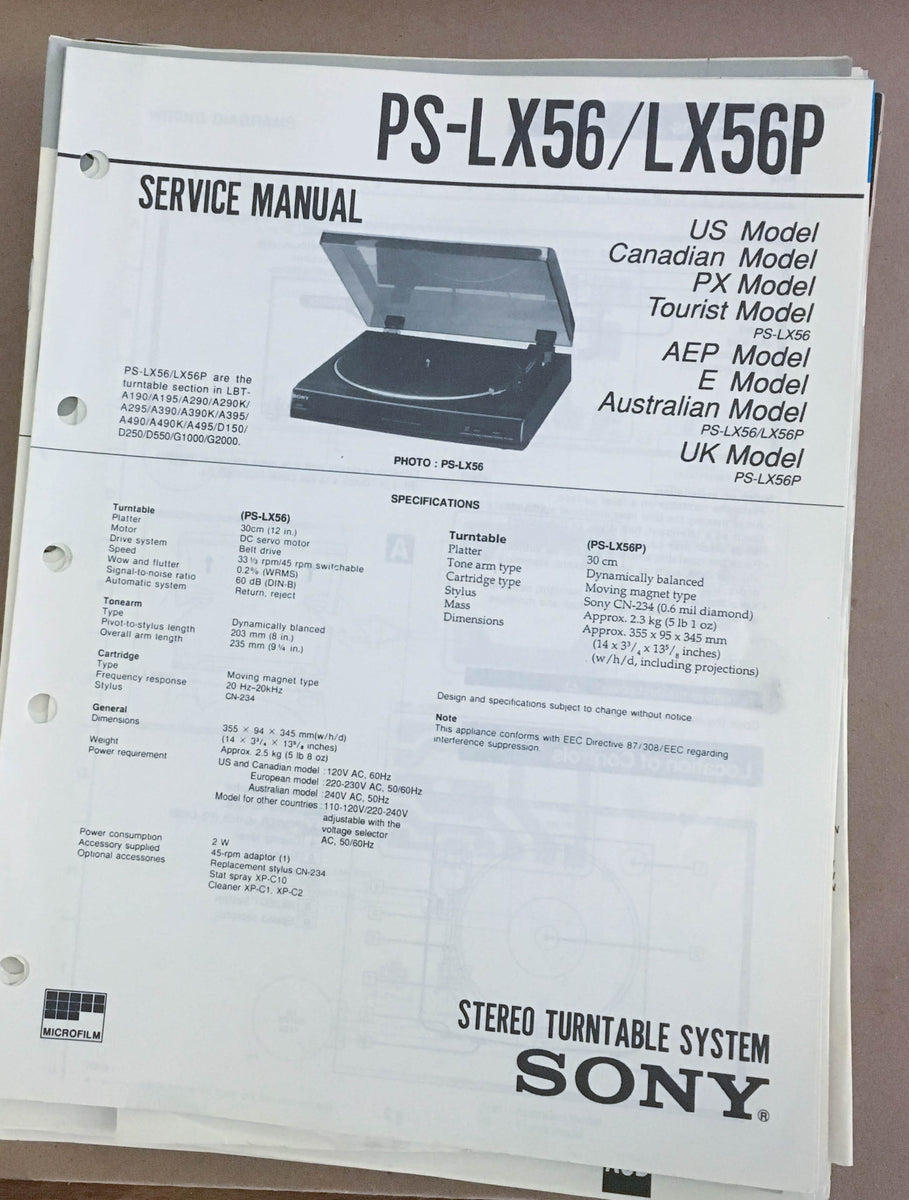 PS-LX56/LX56P
SERVICE MANUAL
US Model
Canadian Model
PX Model
Tourist Model
PS-LX56
AEP Model
E Model
Australian Model
PS-LX56/LX56P
UK Model
PS-LX56P
PS-LX56/LX56P are the
turntable section in LBT-
A190/A195/A290/A290K/
A295/A390/A390K/A395/
A490/A490K/A495/D150/
D250/D550/G1000/G2000.
SONY
PHOTO : PS-LX56
SPECIFICATIONS
Turntable (PS-LX56)
Platter 30cm (12 in.)
Motor DC servo motor
Drive system Belt drive
Speed 33 1/3 rpm/45 rpm switchable
Wow and flutter 0.2% (WRMS)
Signal-to-noise ratio 60 dB (DIN-B)
Automatic system Return, reject
Tonearm
Type Dynamically blanced
Pivot-to-stylus length 203 mm (8 in.)
Overall arm length 235 mm (9 1/4 in.)
Cartridge
Type Moving magnet type
Frequency response 20 Hz-20kHz
Stylus CN-234
General
Dimensions 355 × 94 × 345 mm(w/h/d)
(14 × 3 3/4 × 13 5/8 inches)
Weight Approx. 2.5 kg (5 lb 8 oz)
Power requirement US and Canadian model : 120V AC, 60Hz
European model : 220-230V AC, 50/60Hz
Australian model : 240V AC, 50Hz
Model for other countries : 110-120V/220-240V
adjustable with the
voltage selector
AC, 50/60Hz
Power consumption 2 W
Accessory supplied 45-rpm adaptor (1)
Optional accessories Replacement stylus CN-234
Stat spray XP-C10
Cleaner XP-C1, XP-C2
Turntable (PS-LX56P)
Platter 30 cm
Tone arm type Dynamically balanced
Cartridge type Moving magnet type
Stylus Sony CN-234 (0.6 mil diamond)
Mass Approx. 2.3 kg (5 lb 1 oz)
Dimensions Approx. 355 x 95 x 345 mm
(14 x 3 3/4 x 13 5/8 inches)
(w/h/d, including projections)
Design and specifications subject to change without notice
Note
This appliance conforms with EEC Directive 87/308/EEC regarding
interference suppression.
MICROFILM
STEREO TURNTABLE SYSTEM
SONY®